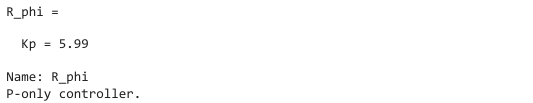 R_phi =
Kp = 5.99
Name: R_phi
P-only controller.